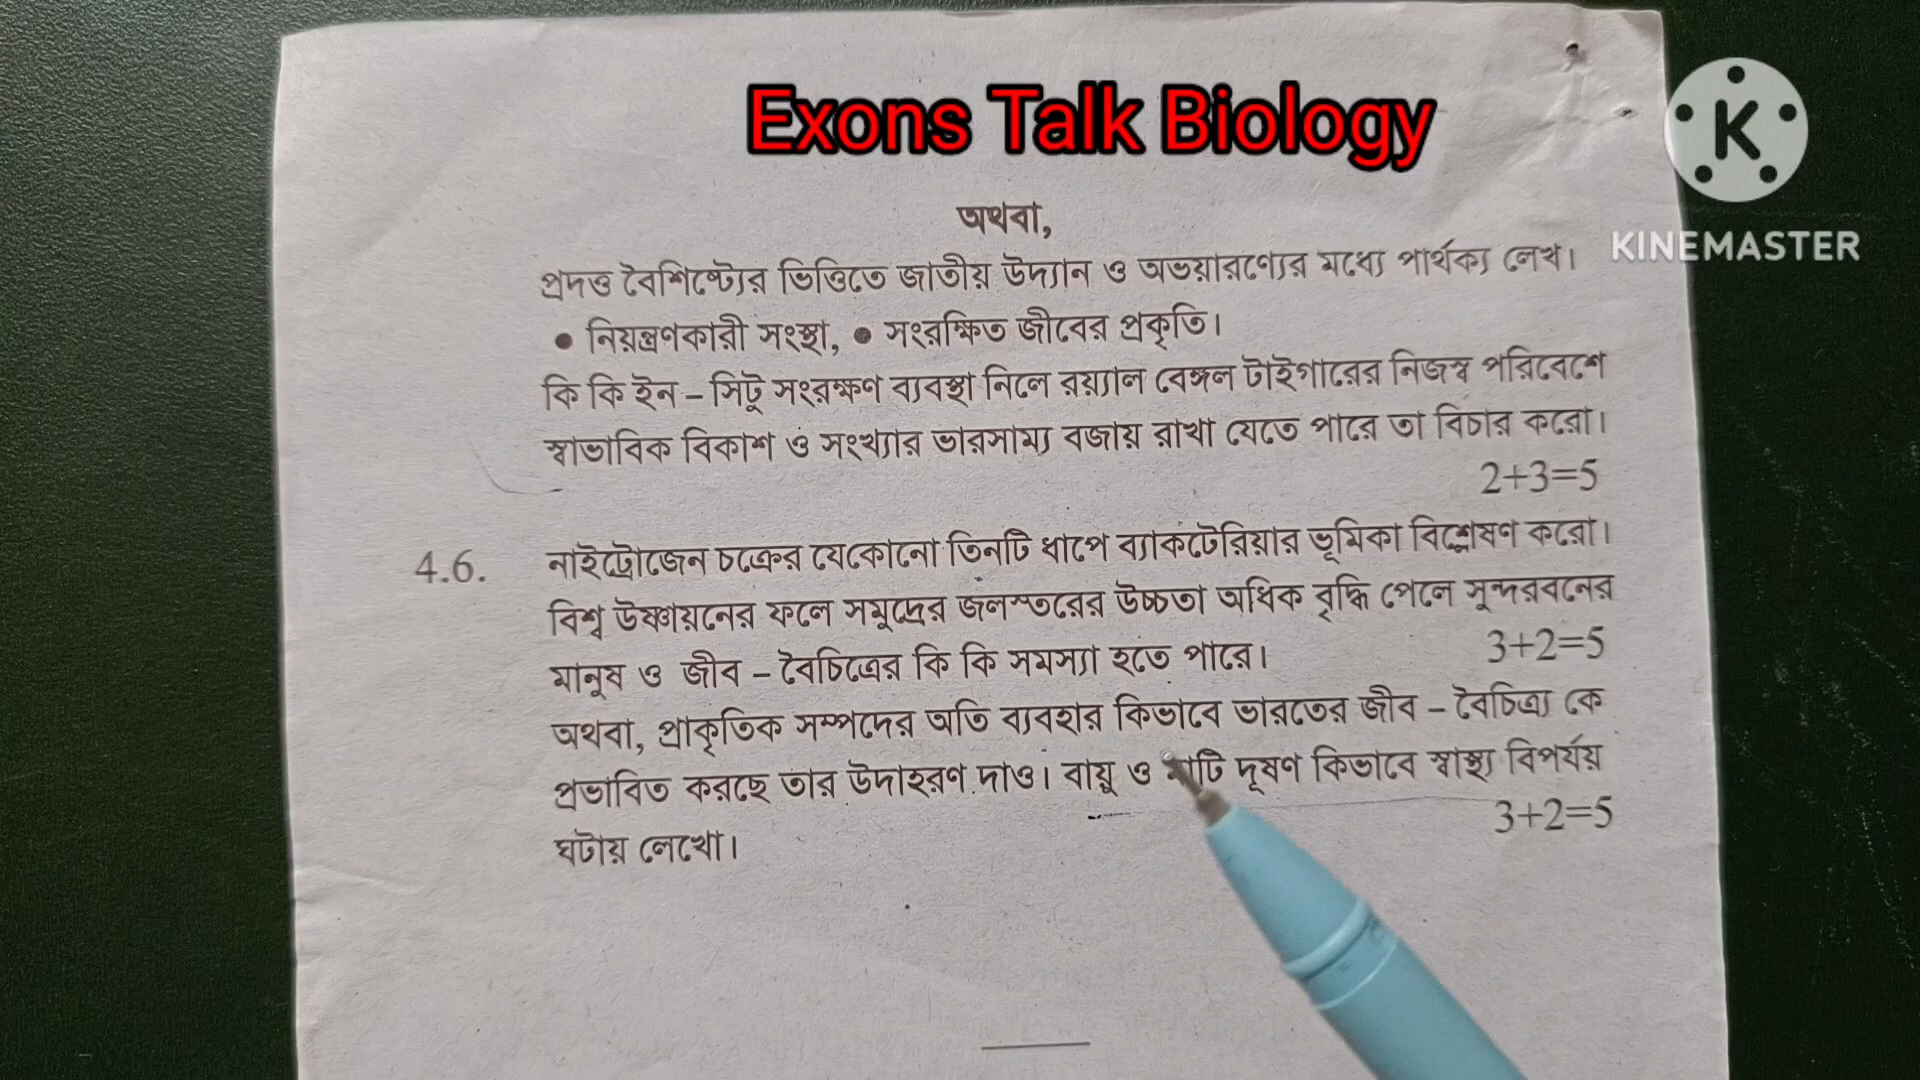 Exons Talk Biology
KINEMASTER
অথবা,
প্রদত্ত বৈশিষ্ট্যের ভিত্তিতে জাতীয় উদ্যান ও অভয়ারণ্যের মধ্যে পার্থক্য লেখ।
• নিয়ন্ত্রণকারী সংস্থা, • সংরক্ষিত জীবের প্রকৃতি।
কি কি ইন – সিটু সংরক্ষণ ব্যবস্থা নিলে রয়্যাল বেঙ্গল টাইগারের নিজস্ব পরিবেশে
স্বাভাবিক বিকাশ ও সংখ্যার ভারসাম্য বজায় রাখা যেতে পারে তা বিচার করো।
2+3=5
4.6. নাইট্রোজেন চক্রের যেকোনো তিনটি ধাপে ব্যাকটেরিয়ার ভূমিকা বিশ্লেষণ করো।
বিশ্ব উষ্ণায়নের ফলে সমুদ্রের জলস্তরের উচ্চতা অধিক বৃদ্ধি পেলে সুন্দরবনের
মানুষ ও জীব – বৈচিত্রের কি কি সমস্যা হতে পারে। 3+2=5
অথবা, প্রাকৃতিক সম্পদের অতি ব্যবহার কিভাবে ভারতের জীব – বৈচিত্র্য কে
প্রভাবিত করছে তার উদাহরণ দাও। বায়ু ও দূষণ কিভাবে স্বাস্থ্য বিপর্যয়
ঘটায় লেখো। 3+2=5